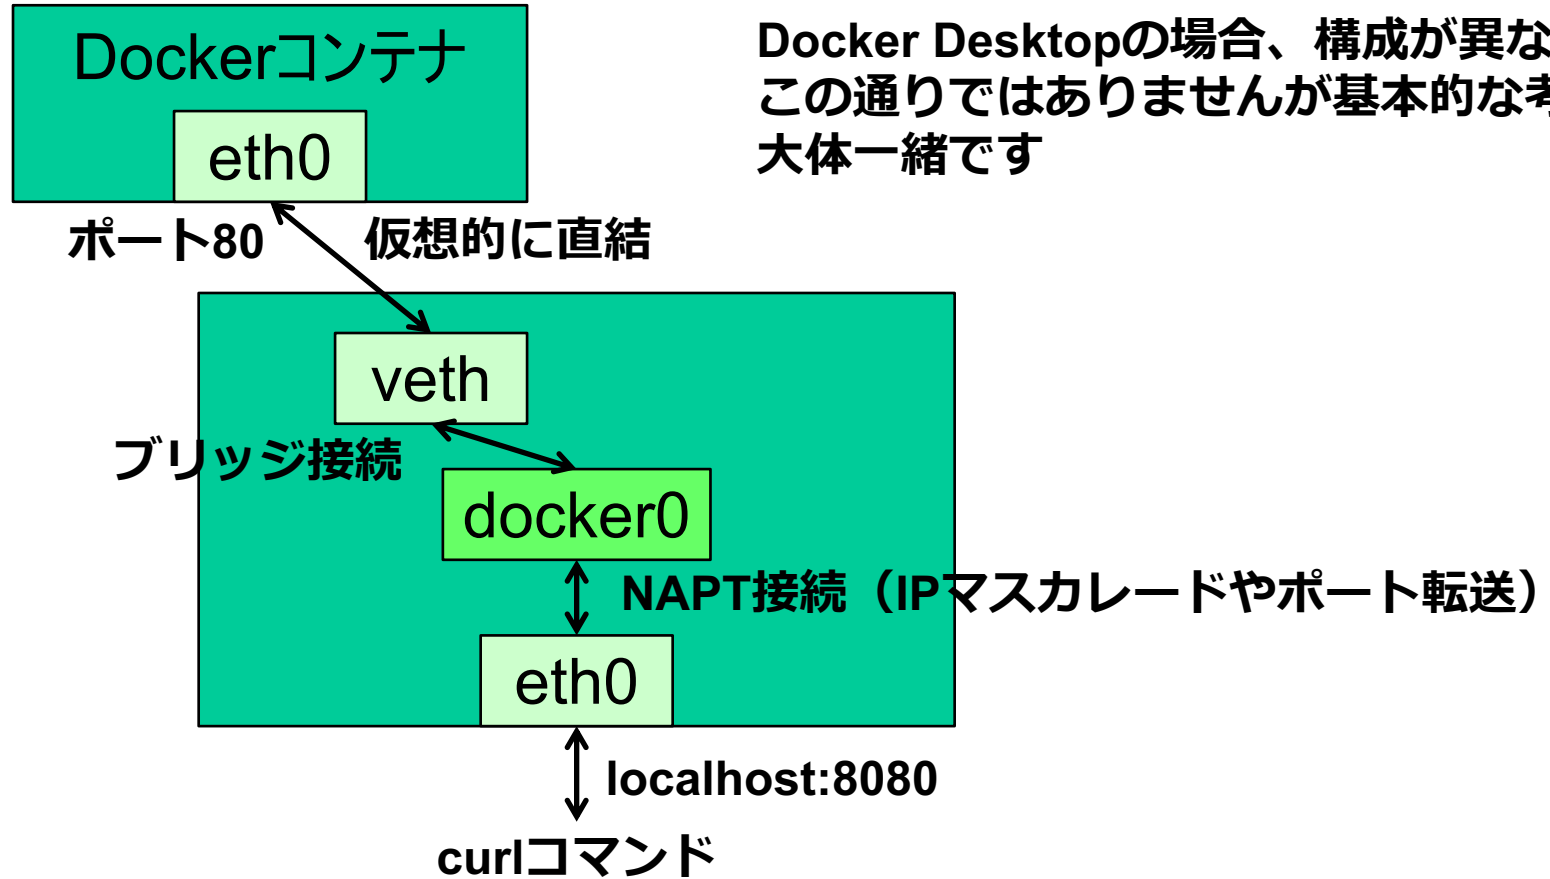 Dockerコンテナ
eth0
Docker Desktopの場合、構成が異な
この通りではありませんが基本的な考
大体一緒です
ポート80
仮想的に直結
veth
ブリッジ接続
docker0
NAPT接続（IPマスカレードやポート転送）
eth0
localhost:8080
curlコマンド